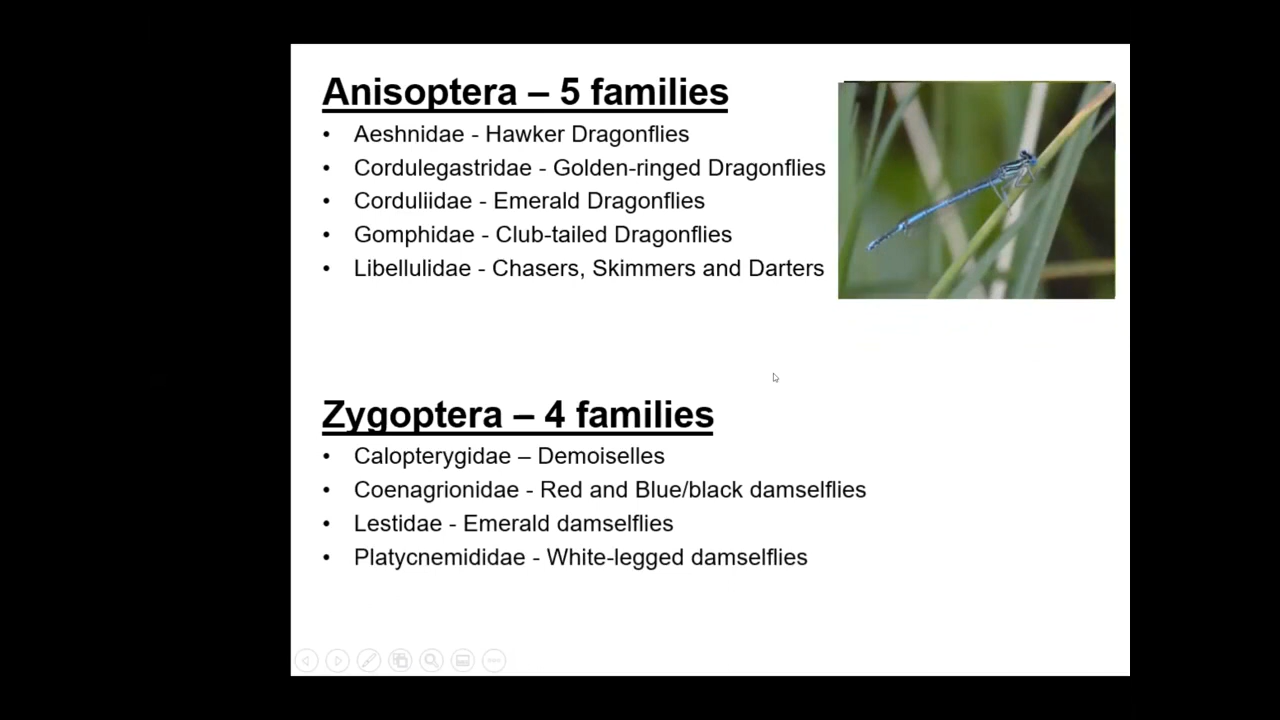 Anisoptera – 5 families
• Aeshnidae - Hawker Dragonflies
• Cordulegastridae - Golden-ringed Dragonflies
• Corduliidae - Emerald Dragonflies
• Gomphidae - Club-tailed Dragonflies
• Libellulidae - Chasers, Skimmers and Darters
Zygoptera – 4 families
• Calopterygidae – Demoiselles
• Coenagrionidae - Red and Blue/black damselflies
• Lestidae - Emerald damselflies
• Platycnemididae - White-legged damselflies